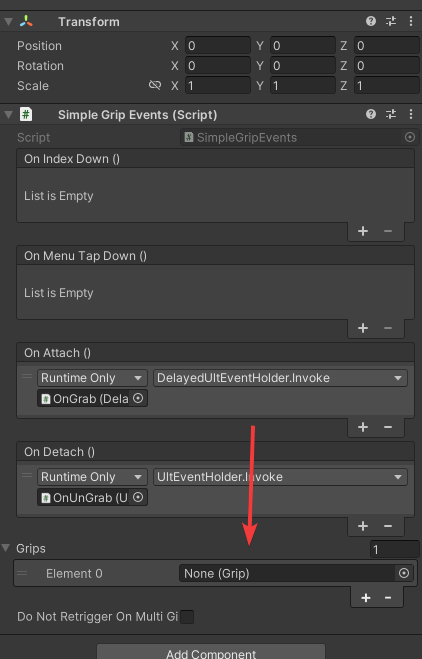 Transform
Position X 0 Y 0 Z 0
Rotation X 0 Y 0 Z 0
Scale X 1 Y 1 Z 1
# Simple Grip Events (Script)
Script # SimpleGripEvents
On Index Down ()
List is Empty
+ −
On Menu Tap Down ()
List is Empty
+ −
On Attach ()
Runtime Only DelayedUltEventHolder.Invoke
# OnGrab (Dela
+ −
On Detach ()
Runtime Only UltEventHolder.Invoke
# OnUnGrab (U
+ −
Grips 1
Element 0 None (Grip)
+ −
Do Not Retrigger On Multi Gi
Add Component